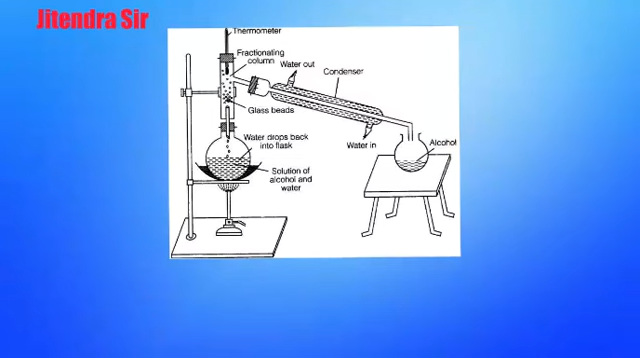 Jitendra Sir
Thermometer
Fractionating
column
Water out
Condenser
Glass beads
Water drops back
into flask
Water in
Alcohol
Solution of
alcohol and
water